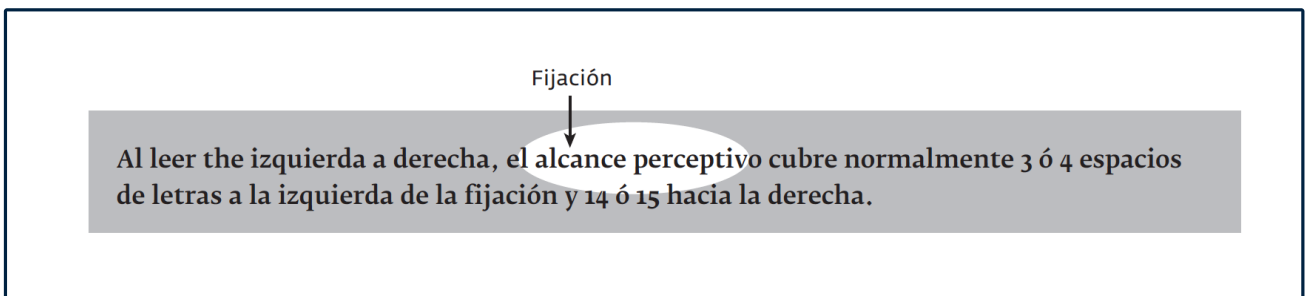 Fijación
Al leer the izquierda a derecha, el alcance perceptivo cubre normalmente 3 ó 4 espacios
de letras a la izquierda de la fijación y 14 ó 15 hacia la derecha.